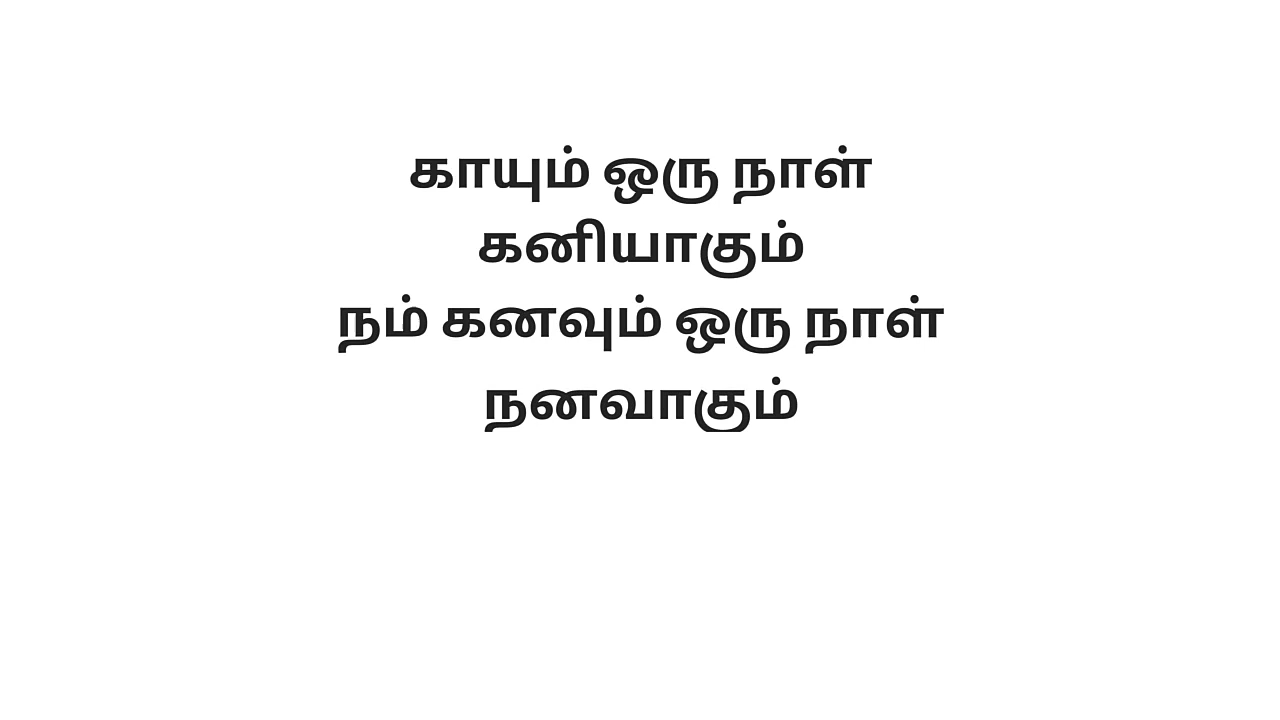 காயும் ஒரு நாள்
கனியாகும்
நம் கனவும் ஒரு நாள்
நனவாகும்